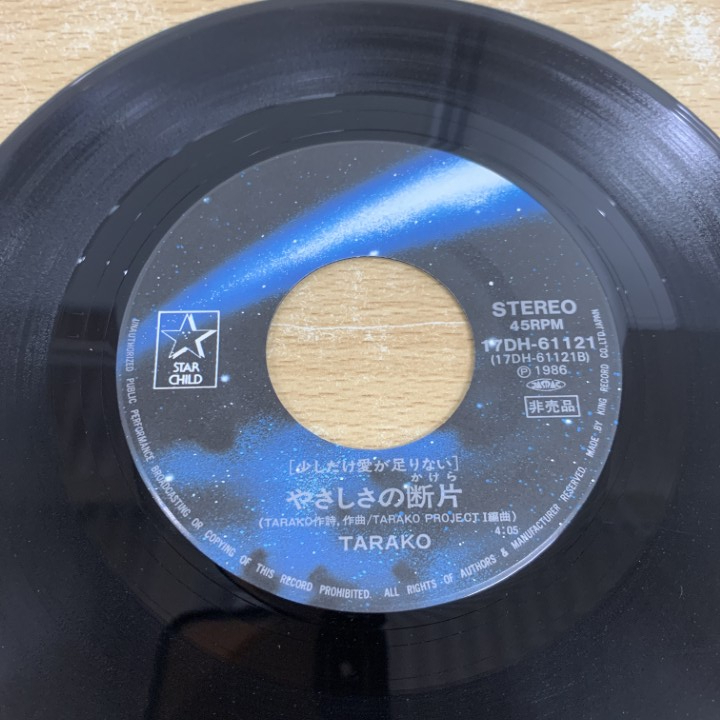 STEREO
45RPM
17DH-61121
(17DH-61121B)
Ⓟ 1986
JASRAC
非売品
STAR
CHILD
[少しだけ愛が足りない]
かけら
やさしさの断片
(TARAKO作詩,作曲/TARAKO PROJECT I編曲)
4:05
TARAKO
UNAUTHORIZED PUBLIC PERFORMANCE BROADCASTING OR COPYING OF THIS RECORD PROHIBITED. ALL RIGHTS OF AUTHORS & MANUFACTURER RESERVED. MADE BY KING RECORD CO., LTD. JAPAN